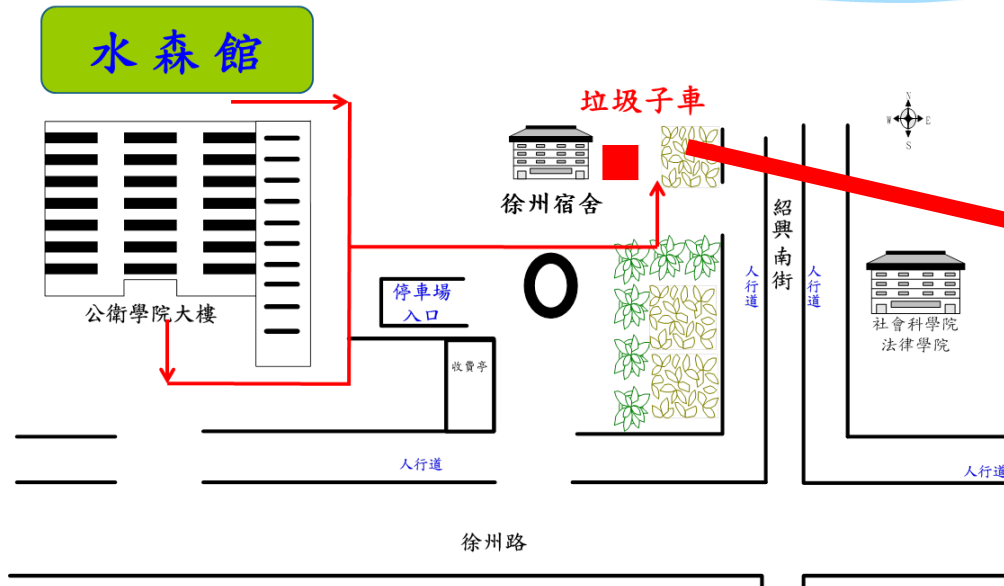 水森館
垃圾子車
N
W
E
S
徐州宿舍
紹興南街
人行道
人行道
停車場
入口
公衛學院大樓
社會科學院
法律學院
收費亭
人行道
人行道
徐州路